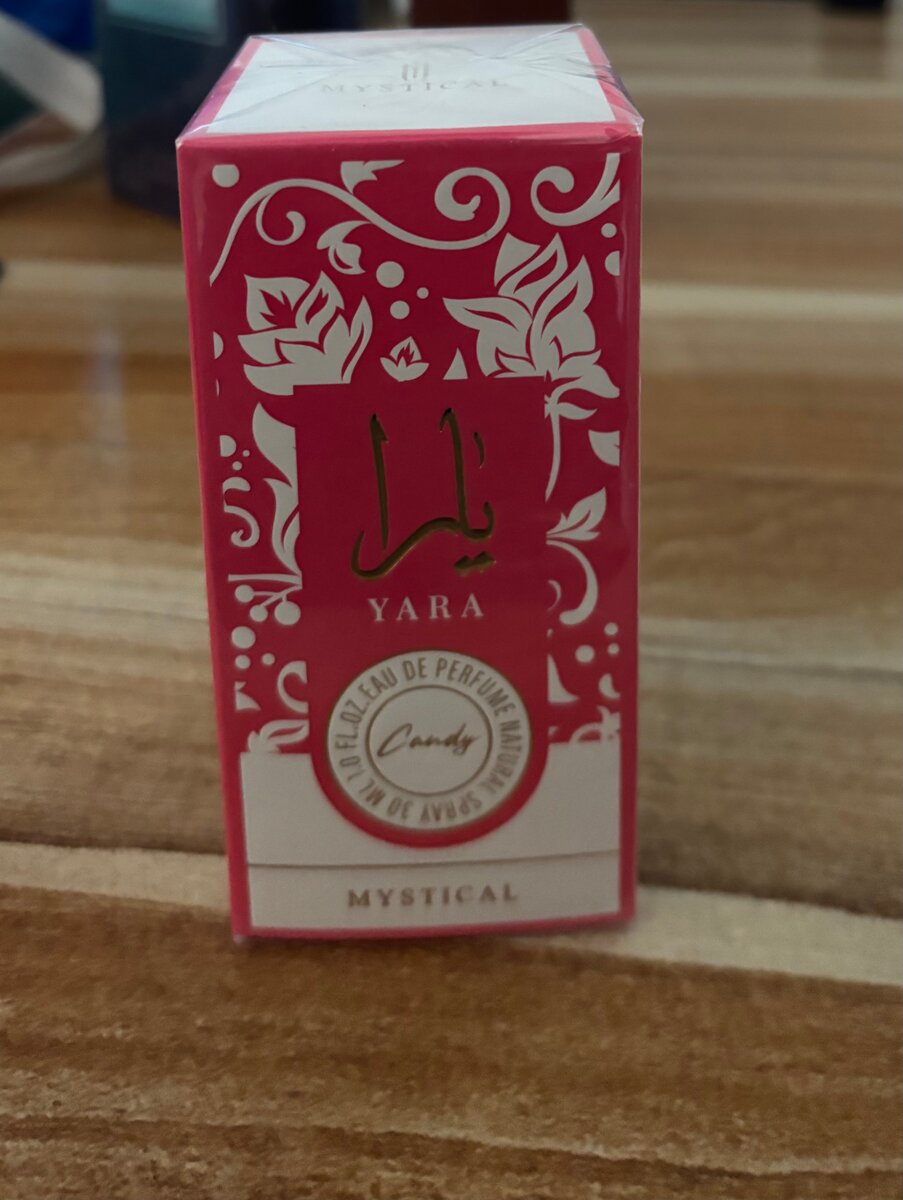 MYSTICAL
يارا
YARA
EAU DE PERFUME NATURAL SPRAY 30 ML 1.0 FL.OZ.
Candy
MYSTICAL